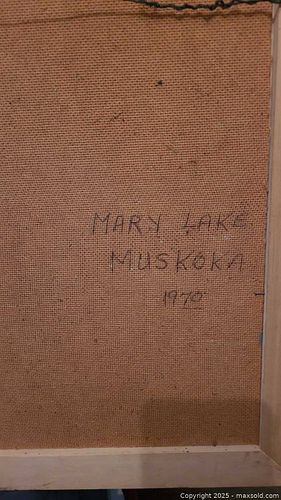 MARY LAKE
MUSKOKA
1970
Copyright 2025 - maxsold.com